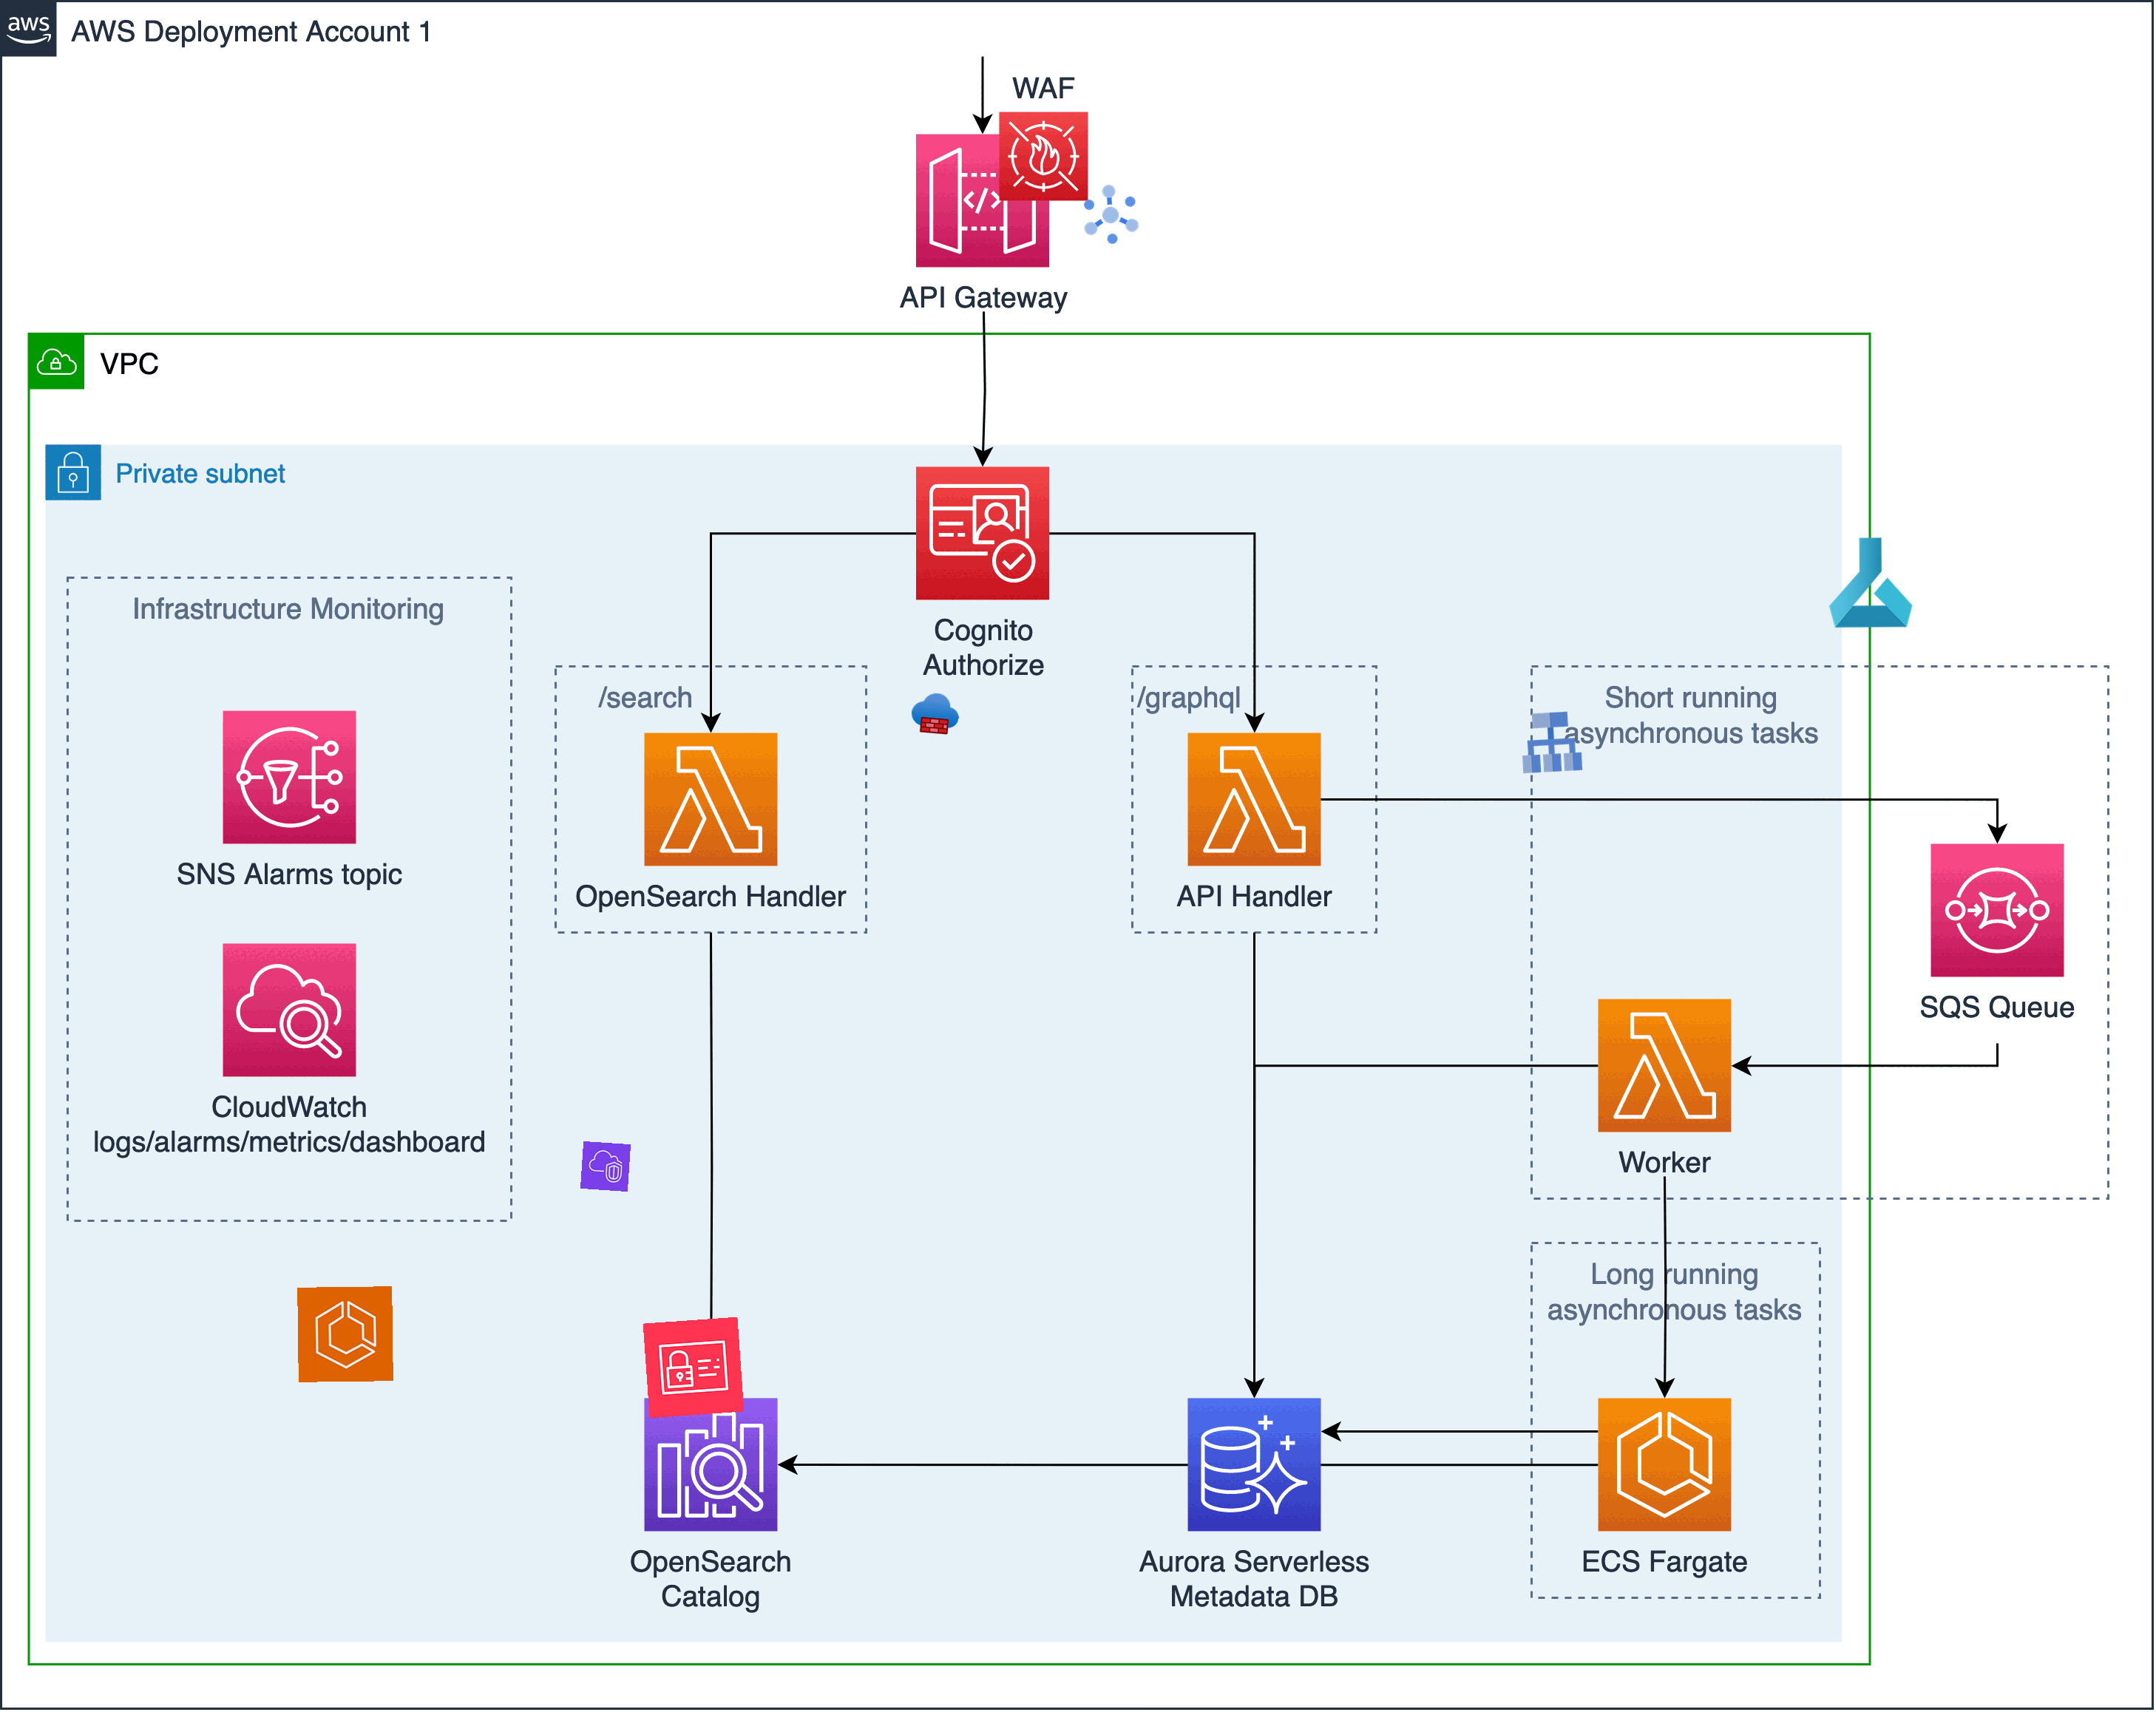 aws
AWS Deployment Account 1
WAF
API Gateway
VPC
Private subnet
Cognito
Authorize
Infrastructure Monitoring
/search
/graphql
Short running
asynchronous tasks
SNS Alarms topic
OpenSearch Handler
API Handler
SQS Queue
CloudWatch
logs/alarms/metrics/dashboard
Worker
Long running
asynchronous tasks
OpenSearch
Catalog
Aurora Serverless
Metadata DB
ECS Fargate